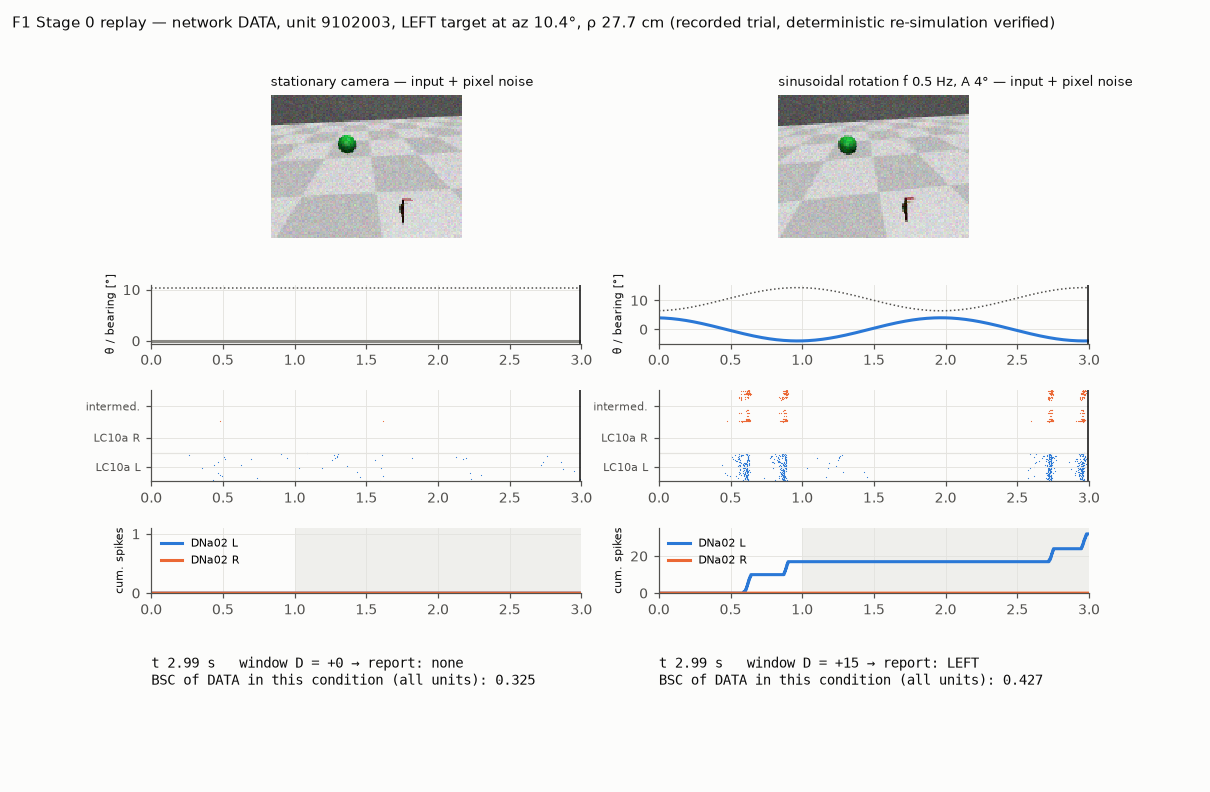 F1 Stage 0 replay — network DATA, unit 9102003, LEFT target at az 10.4°, ρ 27.7 cm (recorded trial, deterministic re-simulation verified)
stationary camera — input + pixel noise
sinusoidal rotation f 0.5 Hz, A 4° — input + pixel noise
θ / bearing [°]
10
0
0.0 0.5 1.0 1.5 2.0 2.5 3.0
θ / bearing [°]
10
0
0.0 0.5 1.0 1.5 2.0 2.5 3.0
intermed.
LC10a R
LC10a L
0.0 0.5 1.0 1.5 2.0 2.5 3.0
intermed.
LC10a R
LC10a L
0.0 0.5 1.0 1.5 2.0 2.5 3.0
cum. spikes
1
0
DNa02 L
DNa02 R
0.0 0.5 1.0 1.5 2.0 2.5 3.0
cum. spikes
20
0
DNa02 L
DNa02 R
0.0 0.5 1.0 1.5 2.0 2.5 3.0
t 2.99 s window D = +0 → report: none
BSC of DATA in this condition (all units): 0.325
t 2.99 s window D = +15 → report: LEFT
BSC of DATA in this condition (all units): 0.427